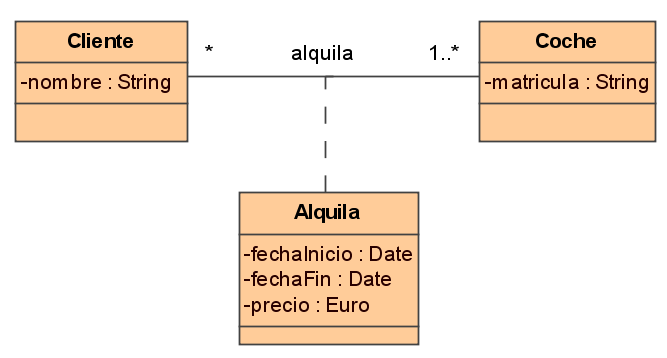 Cliente
-nombre : String
* alquila 1..*
Coche
-matricula : String
Alquila
-fechaInicio : Date
-fechaFin : Date
-precio : Euro